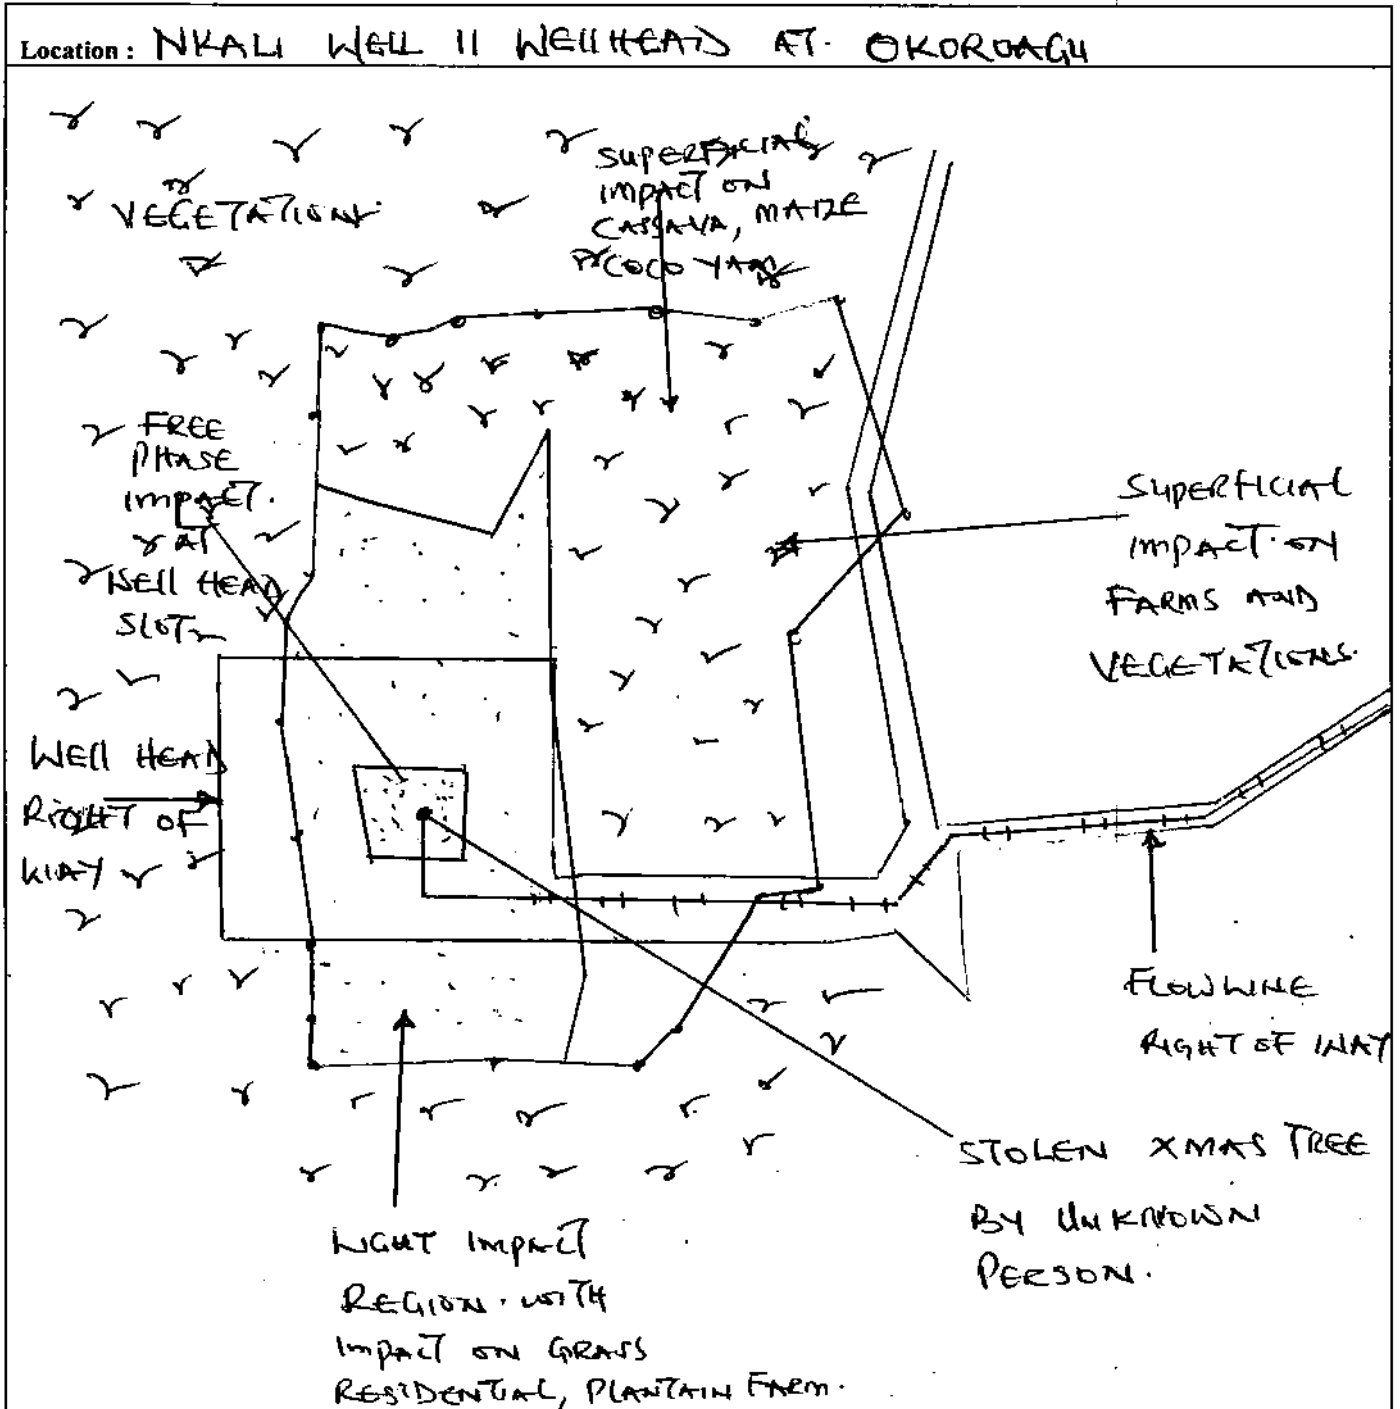 Location : NKALI WELL 11 WELLHEAD AT. OKOROAGU
SUPERFICIAL
IMPACT ON
CASSAVA, MAIZE
COCO YAM
VEGETATION
FREE
PHASE
IMPACT.
AT
WELL HEAD
SLOT
SUPERFICIAL
IMPACT ON
FARMS AND
VEGETATIONS.
WELL HEAD
RIGHT OF
WAY
FLOWLINE
RIGHT OF WAY
STOLEN XMAS TREE
BY UNKNOWN
PERSON.
LIGHT IMPACT
REGION. WITH
IMPACT ON GRASS
RESIDENTIAL, PLANTAIN FARM.